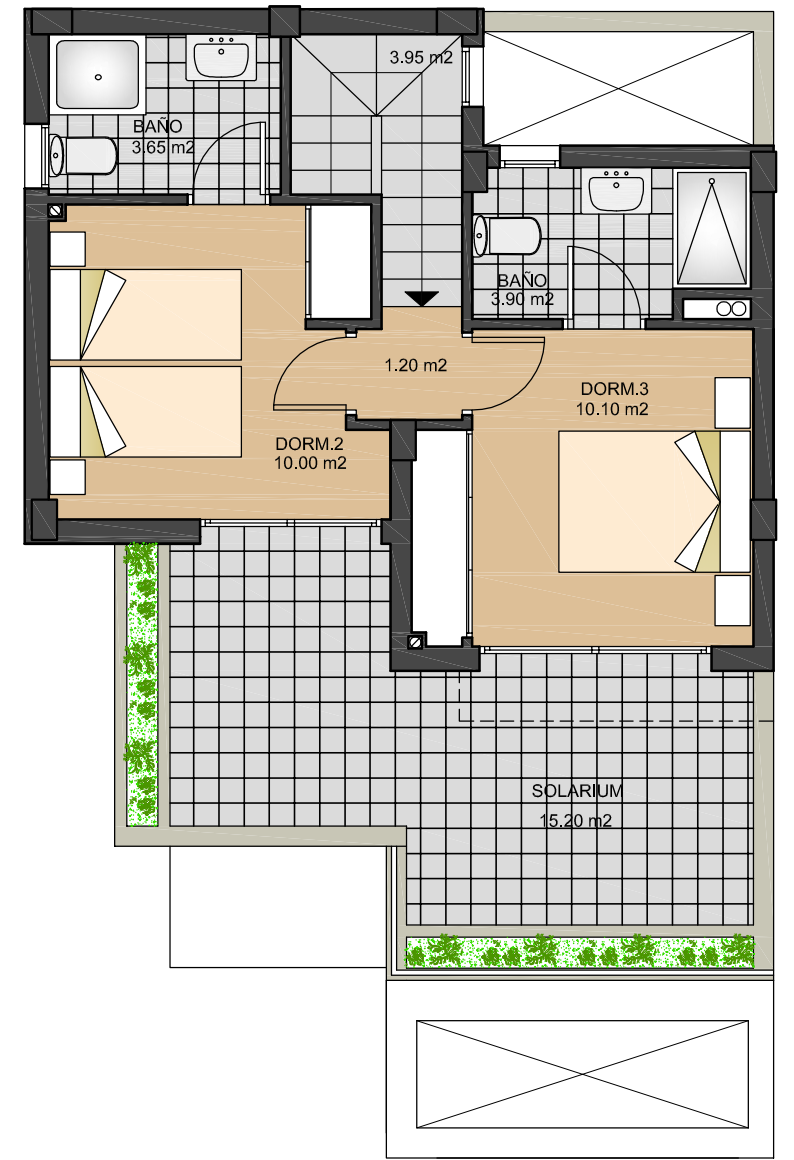 3.95 m2
BAÑO
3.65 m2
BAÑO
3.90 m2
1.20 m2
DORM.3
10.10 m2
DORM.2
10.00 m2
SOLARIUM
15.20 m2